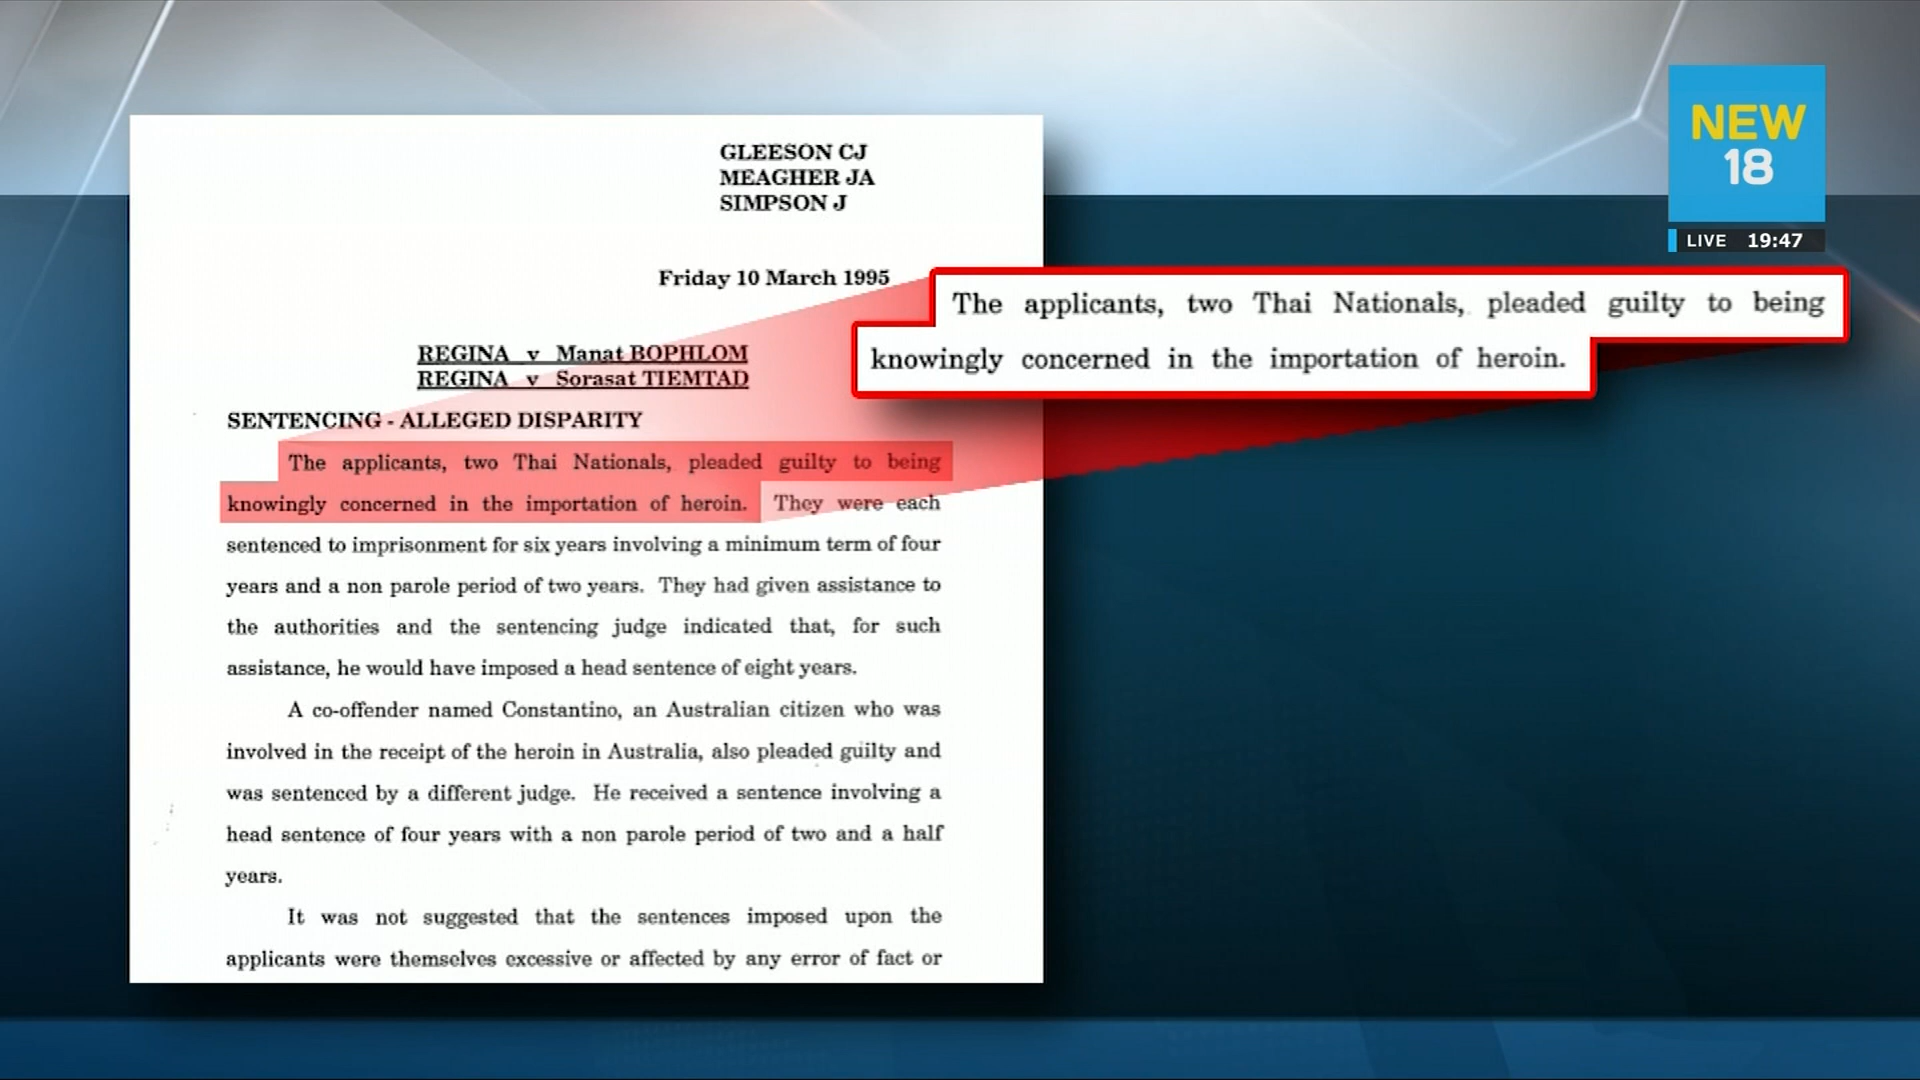 GLEESON CJ
MEAGHER JA
SIMPSON J
Friday 10 March 1995
REGINA v Manat BOPHLOM
REGINA v Sorasat TIEMTAD
SENTENCING - ALLEGED DISPARITY
The applicants, two Thai Nationals, pleaded guilty to being
knowingly concerned in the importation of heroin. They were each
sentenced to imprisonment for six years involving a minimum term of four
years and a non parole period of two years. They had given assistance to
the authorities and the sentencing judge indicated that, for such
assistance, he would have imposed a head sentence of eight years.
A co-offender named Constantino, an Australian citizen who was
involved in the receipt of the heroin in Australia, also pleaded guilty and
was sentenced by a different judge. He received a sentence involving a
head sentence of four years with a non parole period of two and a half
years.
It was not suggested that the sentences imposed upon the
applicants were themselves excessive or affected by any error of fact or
The applicants, two Thai Nationals, pleaded guilty to being
knowingly concerned in the importation of heroin.
NEW
18
LIVE 19:47